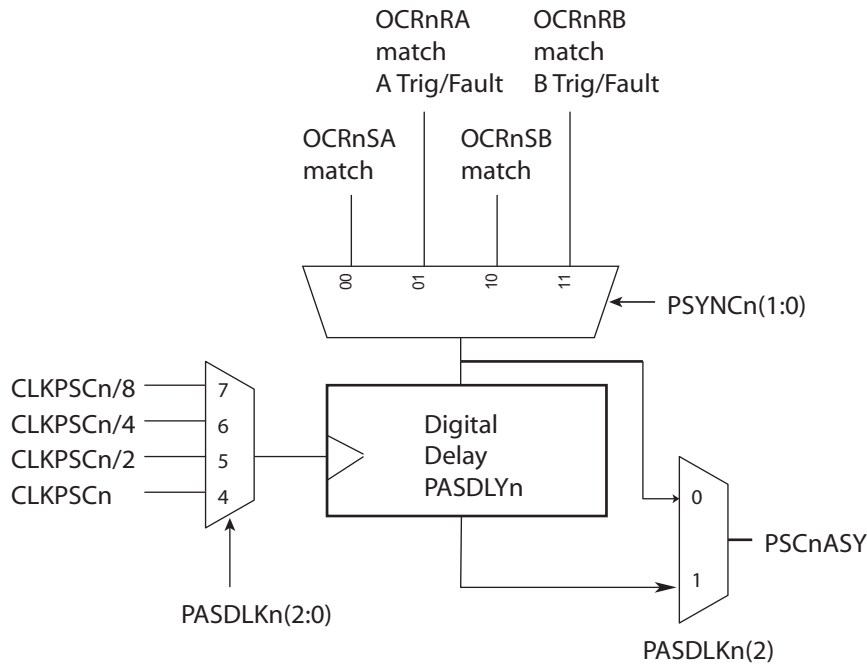 OCRnRA
match
A Trig/Fault
OCRnRB
match
B Trig/Fault
OCRnSA
match
OCRnSB
match
00
01
10
11
PSYNCn(1:0)
CLKPSCn/8
CLKPSCn/4
CLKPSCn/2
CLKPSCn
7
6
5
4
Digital
Delay
PASDLYn
0
1
PSCnASY
PASDLKn(2:0)
PASDLKn(2)